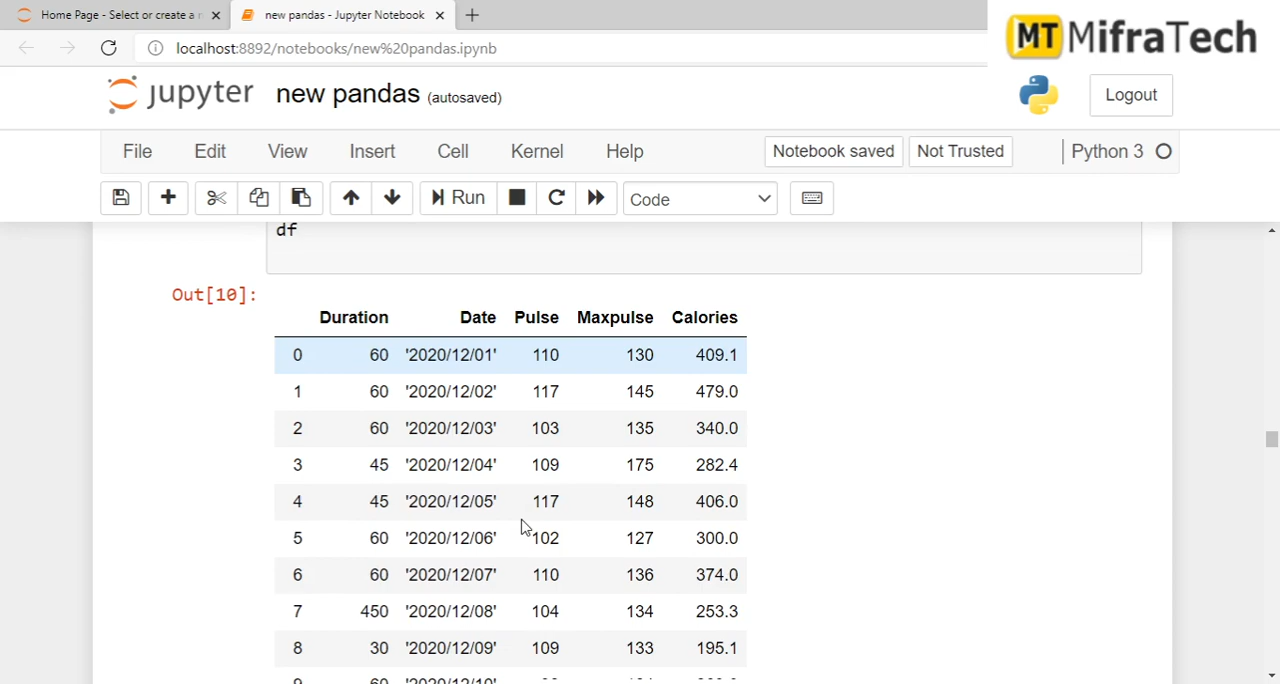 Home Page - Select or create a n
new pandas - Jupyter Notebook
localhost:8892/notebooks/new%20pandas.ipynb
MT MifraTech
jupyter new pandas (autosaved)
Logout
File Edit View Insert Cell Kernel Help Notebook saved Not Trusted Python 3
Run Code
df
Out[10]:
Duration Date Pulse Maxpulse Calories
0 60 '2020/12/01' 110 130 409.1
1 60 '2020/12/02' 117 145 479.0
2 60 '2020/12/03' 103 135 340.0
3 45 '2020/12/04' 109 175 282.4
4 45 '2020/12/05' 117 148 406.0
5 60 '2020/12/06' 102 127 300.0
6 60 '2020/12/07' 110 136 374.0
7 450 '2020/12/08' 104 134 253.3
8 30 '2020/12/09' 109 133 195.1
9 60 '2020/12/10'